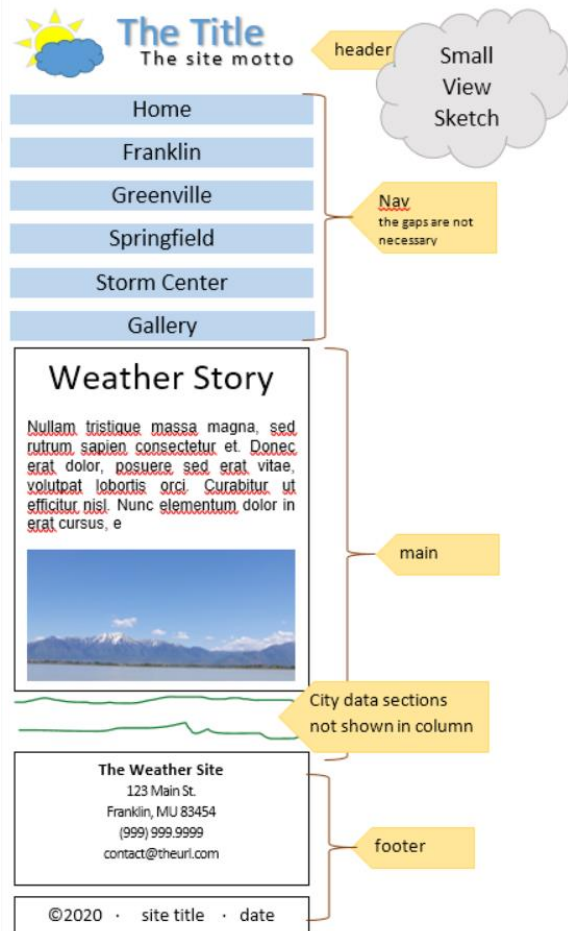 The Title
The site motto
header
Small
View
Sketch
Home
Franklin
Greenville
Springfield
Storm Center
Gallery
Nav
the gaps are not
necessary
Weather Story
Nullam tristique massa magna, sed
rutrum sapien consectetur et. Donec
erat dolor, posuere sed erat vitae,
volutpat lobortis orci. Curabitur ut
efficitur nisl. Nunc elementum dolor in
erat cursus, e
main
City data sections
not shown in column
The Weather Site
123 Main St.
Franklin, MU 83454
(999) 999.9999
contact@theurl.com
footer
©2020 · site title · date